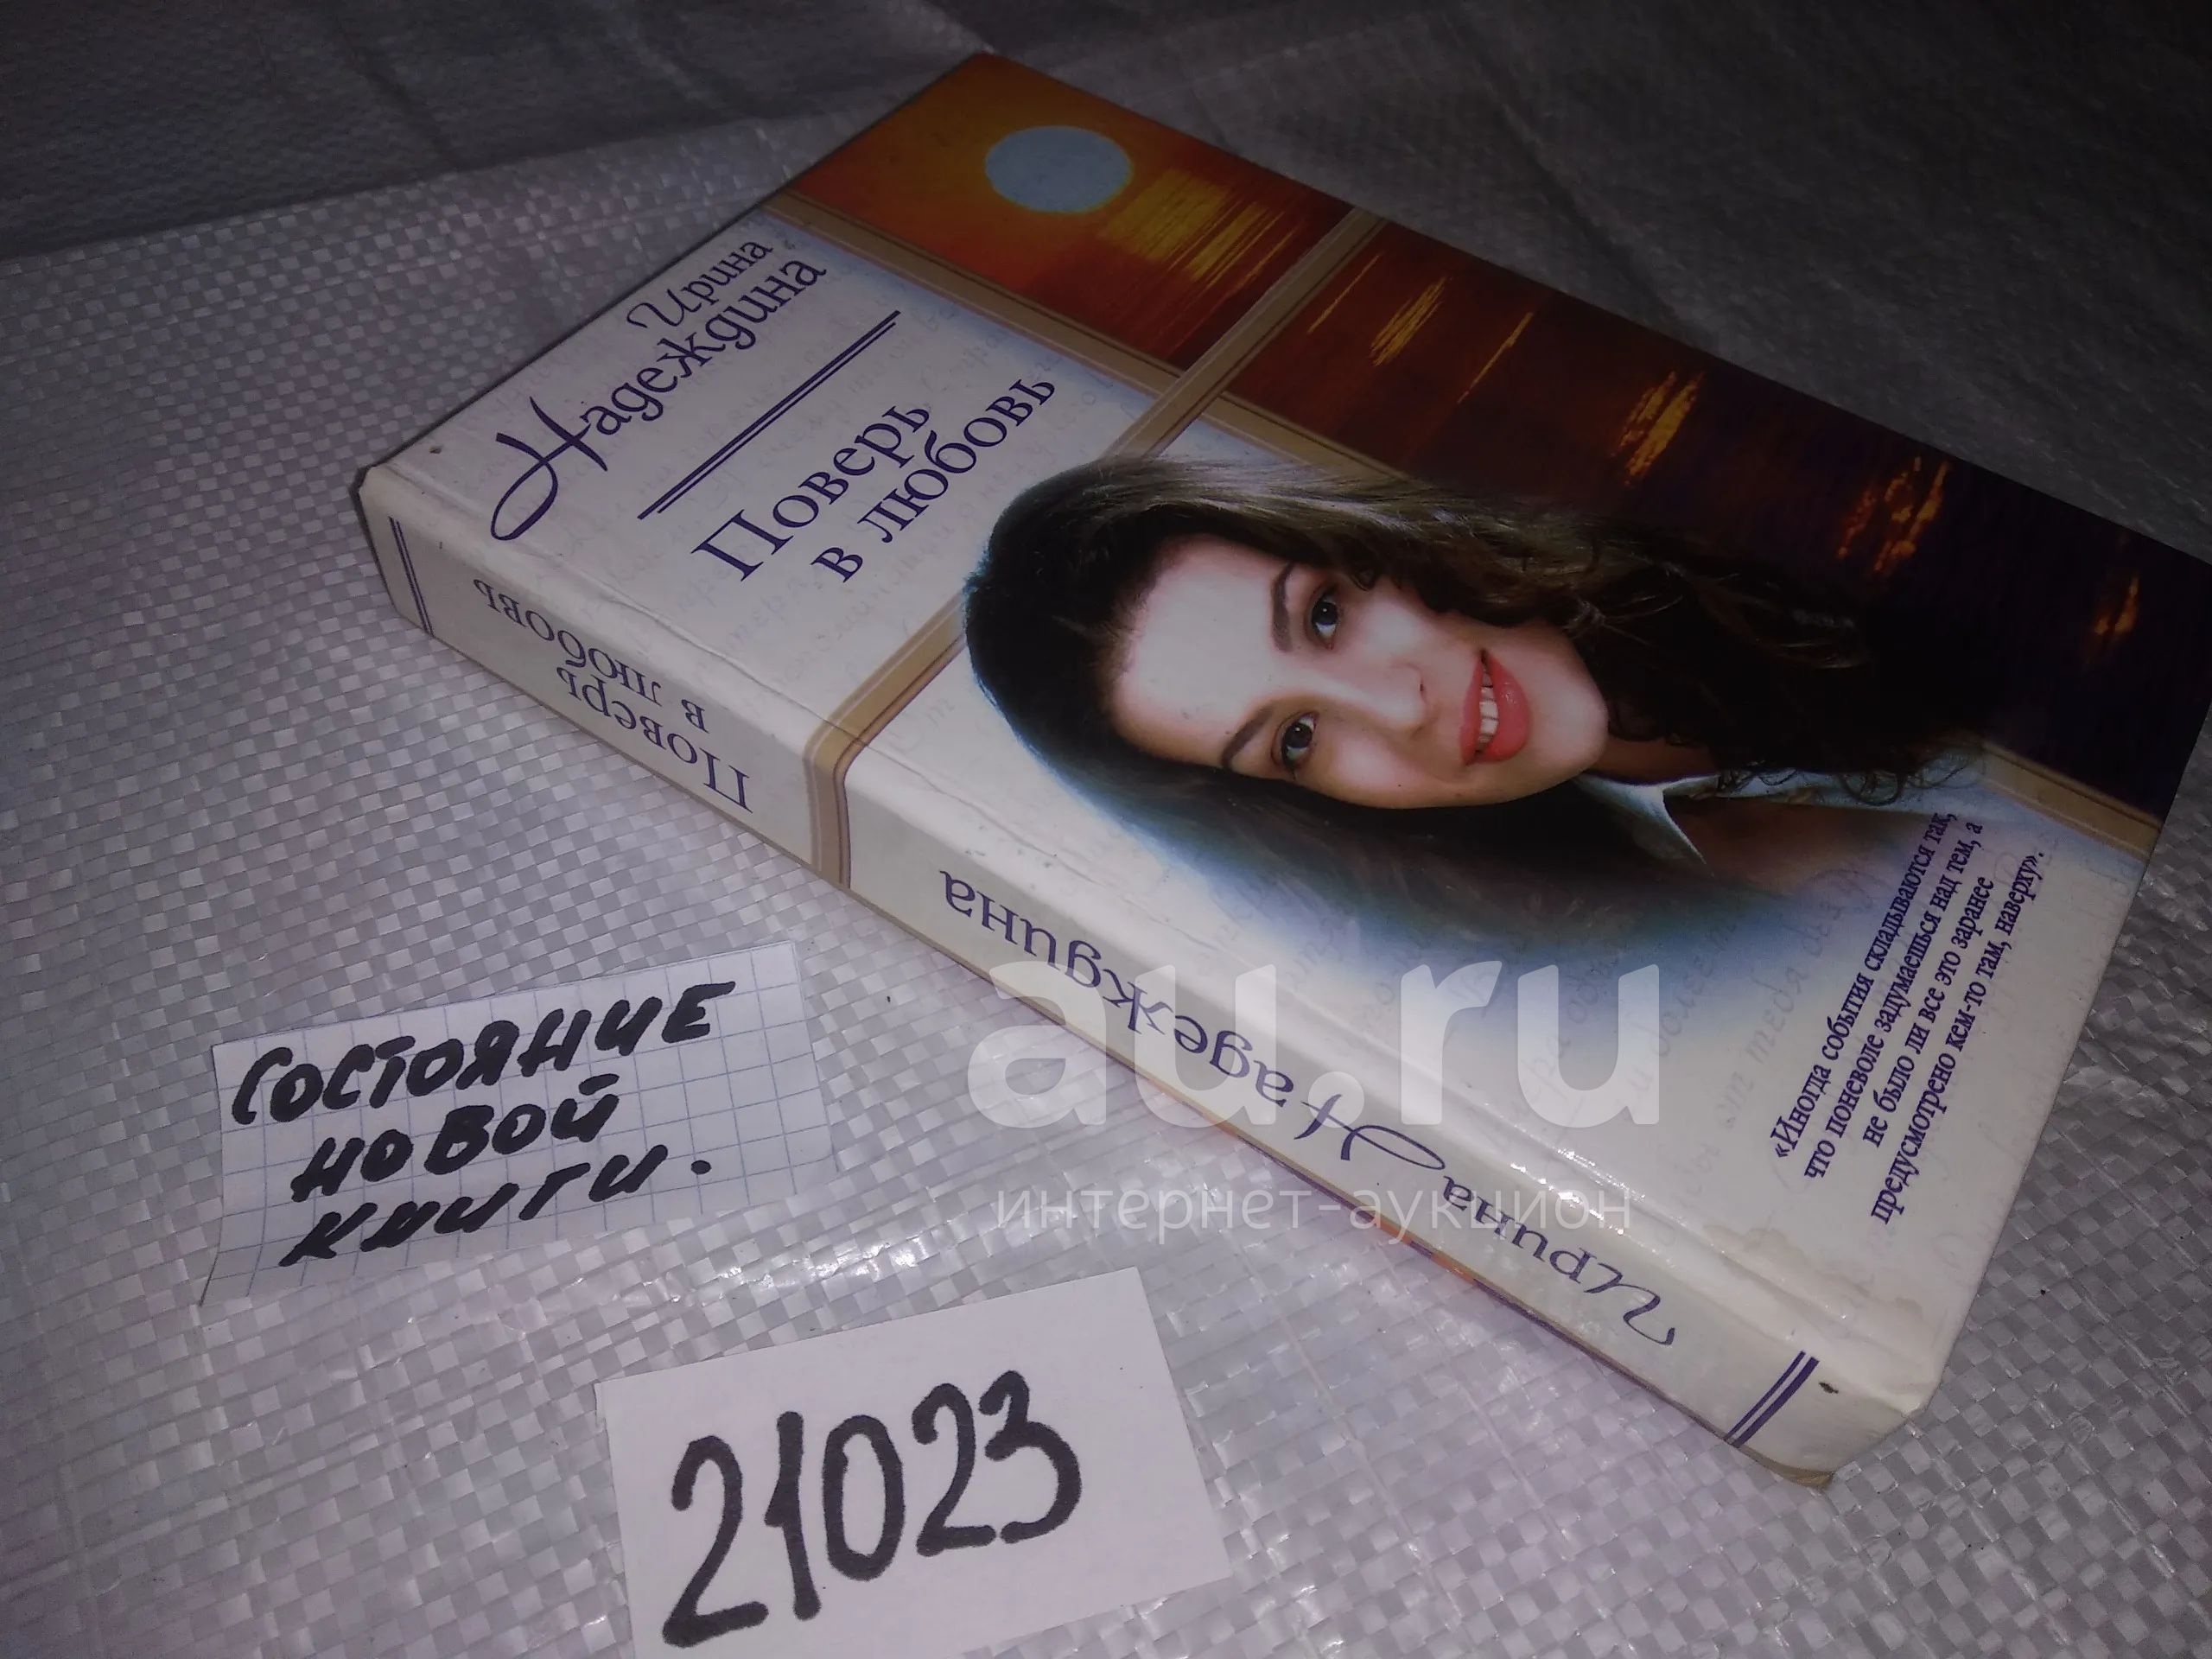 Ирина
Надеждина
Поверь
в любовь
«Иногда события складываются так,
что поневоле задумаешься над тем, а
не было ли все это заранее
предусмотрено кем-то там, наверху».
Ирина Надеждина
Поверь
в любовь
au.ru
интернет-аукцион
СОСТОЯНИЕ
НОВОЙ
КНИГИ.
21023